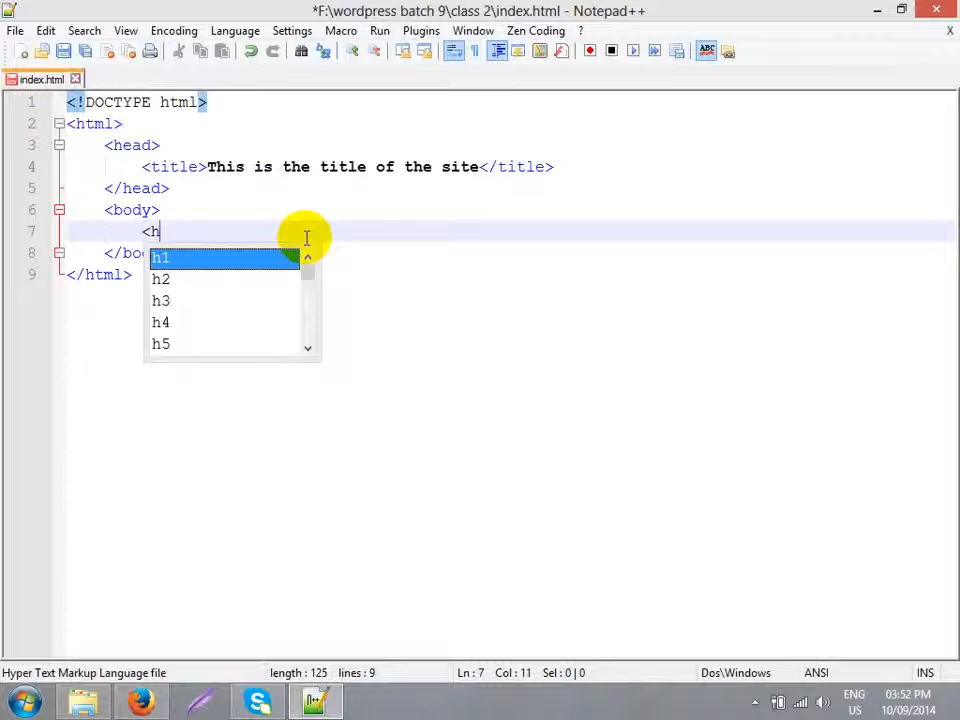 *F:\wordpress batch 9\class 2\index.html - Notepad++
File Edit Search View Encoding Language Settings Macro Run Plugins Window Zen Coding ? X
index.html
1 <!DOCTYPE html>
2 <html>
3 <head>
4 <title>This is the title of the site</title>
5 </head>
6 <body>
7 <h
8 </bo
h1
9 </html>
h2
h3
h4
h5
Hyper Text Markup Language file length : 125 lines : 9 Ln : 7 Col : 11 Sel : 0 | 0 Dos\Windows ANSI INS
ENG 03:52 PM
US 10/09/2014